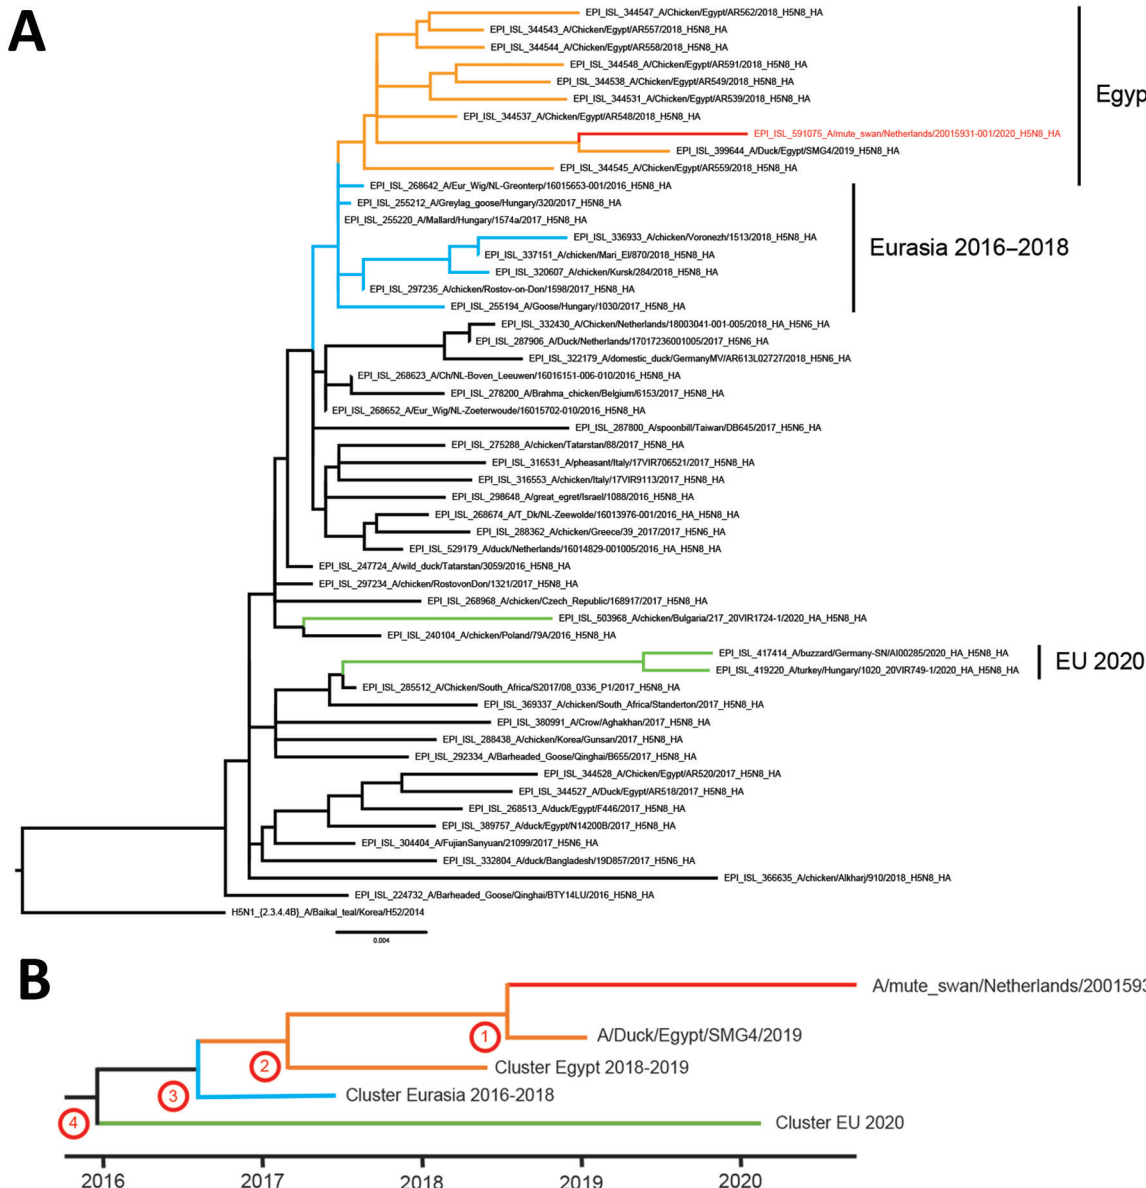 A
EPI_ISL_344547_A/Chicken/Egypt/AR562/2018_H5N8_HA
EPI_ISL_344543_A/Chicken/Egypt/AR557/2018_H5N8_HA
EPI_ISL_344544_A/Chicken/Egypt/AR558/2018_H5N8_HA
EPI_ISL_344548_A/Chicken/Egypt/AR591/2018_H5N8_HA
EPI_ISL_344538_A/Chicken/Egypt/AR549/2018_H5N8_HA
Egyp
EPI_ISL_344531_A/Chicken/Egypt/AR539/2018_H5N8_HA
EPI_ISL_344537_A/Chicken/Egypt/AR548/2018_H5N8_HA
EPI_ISL_591075_A/mute_swan/Netherlands/20015931-001/2020_H5N8_HA
EPI_ISL_399644_A/Duck/Egypt/SMG4/2019_H5N8_HA
EPI_ISL_344545_A/Chicken/Egypt/AR559/2018_H5N8_HA
EPI_ISL_268642_A/Eur_Wig/NL-Greonterp/16015653-001/2016_H5N8_HA
EPI_ISL_255212_A/Greylag_goose/Hungary/320/2017_H5N8_HA
EPI_ISL_255220_A/Mallard/Hungary/1574a/2017_H5N8_HA
EPI_ISL_336933_A/chicken/Voronezh/1513/2018_H5N8_HA
Eurasia 2016–2018
EPI_ISL_337151_A/chicken/Mari_El/870/2018_H5N8_HA
EPI_ISL_320607_A/chicken/Kursk/284/2018_H5N8_HA
EPI_ISL_297235_A/chicken/Rostov-on-Don/1598/2017_H5N8_HA
EPI_ISL_255194_A/Goose/Hungary/1030/2017_H5N8_HA
EPI_ISL_332430_A/Chicken/Netherlands/18003041-001-005/2018_HA_H5N6_HA
EPI_ISL_287906_A/Duck/Netherlands/17017236001005/2017_H5N6_HA
EPI_ISL_322179_A/domestic_duck/GermanyMV/AR613L02727/2018_H5N6_HA
EPI_ISL_268623_A/Ch/NL-Boven_Leeuwen/16016151-006-010/2016_H5N8_HA
EPI_ISL_278200_A/Brahma_chicken/Belgium/6153/2017_H5N8_HA
EPI_ISL_268652_A/Eur_Wig/NL-Zoeterwoude/16015702-010/2016_H5N8_HA
EPI_ISL_287800_A/spoonbill/Taiwan/DB645/2017_H5N6_HA
EPI_ISL_275288_A/chicken/Tatarstan/88/2017_H5N8_HA
EPI_ISL_316531_A/pheasant/Italy/17VIR706521/2017_H5N8_HA
EPI_ISL_316553_A/chicken/Italy/17VIR9113/2017_H5N8_HA
EPI_ISL_298648_A/great_egret/Israel/1088/2016_H5N8_HA
EPI_ISL_268674_A/T_Dk/NL-Zeewolde/16013976-001/2016_HA_H5N8_HA
EPI_ISL_288362_A/chicken/Greece/39_2017/2017_H5N6_HA
EPI_ISL_529179_A/duck/Netherlands/16014829-001005/2016_HA_H5N8_HA
EPI_ISL_247724_A/wild_duck/Tatarstan/3059/2016_H5N8_HA
EPI_ISL_297234_A/chicken/RostovonDon/1321/2017_H5N8_HA
EPI_ISL_268968_A/chicken/Czech_Republic/168917/2017_H5N8_HA
EPI_ISL_503968_A/chicken/Bulgaria/217_20VIR1724-1/2020_HA_H5N8_HA
EPI_ISL_240104_A/chicken/Poland/79A/2016_H5N8_HA
EPI_ISL_417414_A/buzzard/Germany-SN/AI00285/2020_HA_H5N8_HA
EU 2020
EPI_ISL_419220_A/turkey/Hungary/1020_20VIR749-1/2020_HA_H5N8_HA
EPI_ISL_285512_A/Chicken/South_Africa/S2017/08_0336_P1/2017_H5N8_HA
EPI_ISL_369337_A/chicken/South_Africa/Standerton/2017_H5N8_HA
EPI_ISL_380991_A/Crow/Aghakhan/2017_H5N8_HA
EPI_ISL_288438_A/chicken/Korea/Gunsan/2017_H5N8_HA
EPI_ISL_292334_A/Barheaded_Goose/Qinghai/B655/2017_H5N8_HA
EPI_ISL_344528_A/Chicken/Egypt/AR520/2017_H5N8_HA
EPI_ISL_344527_A/Duck/Egypt/AR518/2017_H5N8_HA
EPI_ISL_268513_A/duck/Egypt/F446/2017_H5N8_HA
EPI_ISL_389757_A/duck/Egypt/N14200B/2017_H5N8_HA
EPI_ISL_304404_A/FujianSanyuan/21099/2017_H5N6_HA
EPI_ISL_332804_A/duck/Bangladesh/19D857/2017_H5N6_HA
EPI_ISL_366635_A/chicken/Alkharj/910/2018_H5N8_HA
EPI_ISL_224732_A/Barheaded_Goose/Qinghai/BTY14LU/2016_H5N8_HA
H5N1_{2.3.4.4B}_A/Baikal_teal/Korea/H52/2014
0.004
B
A/mute_swan/Netherlands/2001593
1
A/Duck/Egypt/SMG4/2019
2
Cluster Egypt 2018-2019
3
Cluster Eurasia 2016-2018
4
Cluster EU 2020
2016 2017 2018 2019 2020